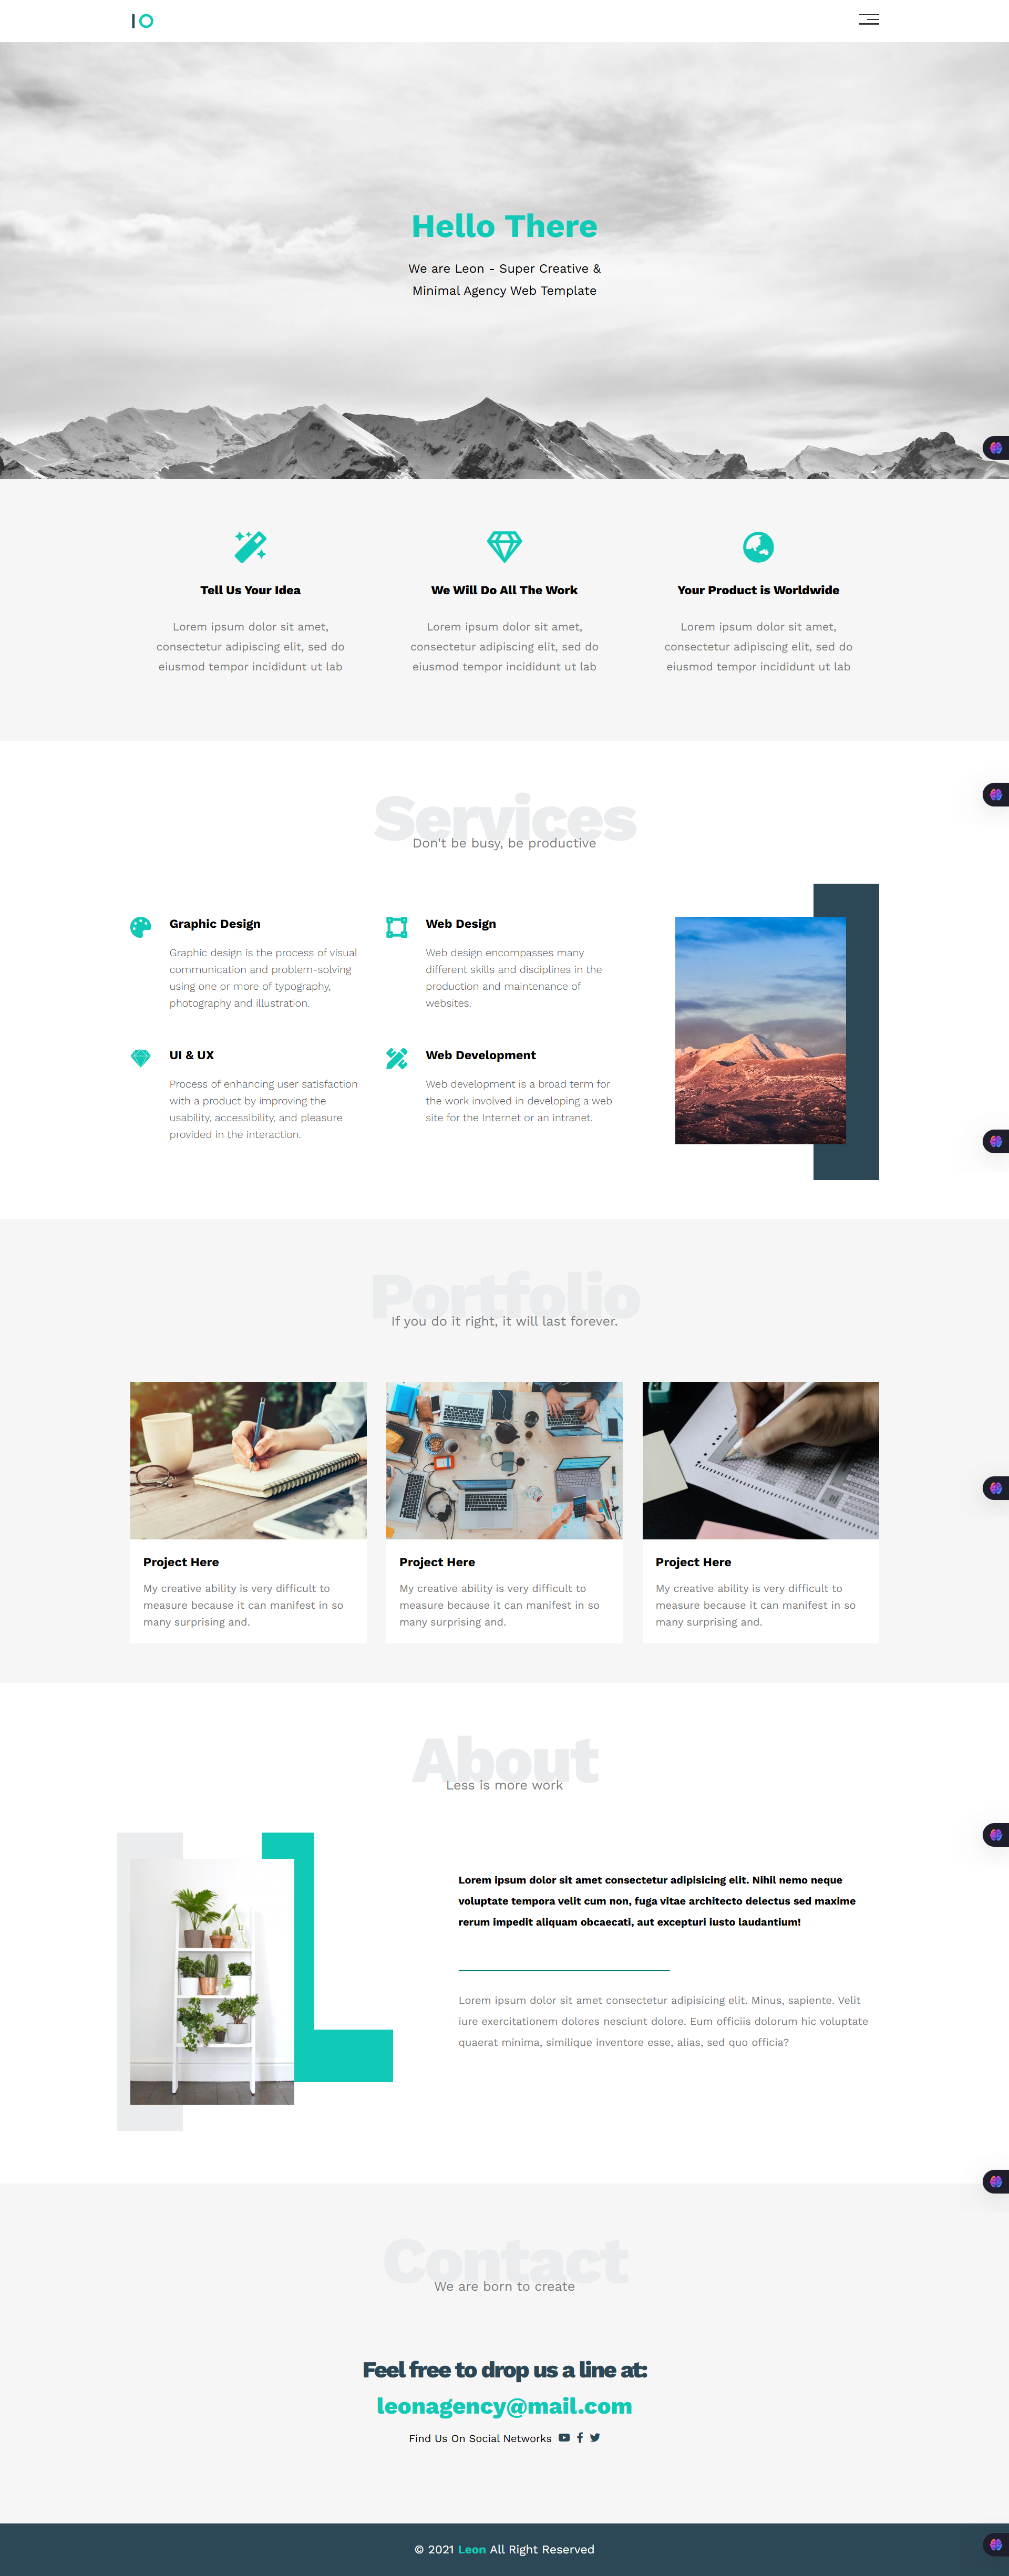 IO
Hello There
We are Leon - Super Creative &
Minimal Agency Web Template
Tell Us Your Idea
Lorem ipsum dolor sit amet,
consectetur adipiscing elit, sed do
eiusmod tempor incididunt ut lab
We Will Do All The Work
Lorem ipsum dolor sit amet,
consectetur adipiscing elit, sed do
eiusmod tempor incididunt ut lab
Your Product is Worldwide
Lorem ipsum dolor sit amet,
consectetur adipiscing elit, sed do
eiusmod tempor incididunt ut lab
Services
Don't be busy, be productive
Graphic Design
Graphic design is the process of visual
communication and problem-solving
using one or more of typography,
photography and illustration.
Web Design
Web design encompasses many
different skills and disciplines in the
production and maintenance of
websites.
UI & UX
Process of enhancing user satisfaction
with a product by improving the
usability, accessibility, and pleasure
provided in the interaction.
Web Development
Web development is a broad term for
the work involved in developing a web
site for the Internet or an intranet.
Portfolio
If you do it right, it will last forever.
Project Here
My creative ability is very difficult to
measure because it can manifest in so
many surprising and.
Project Here
My creative ability is very difficult to
measure because it can manifest in so
many surprising and.
Project Here
My creative ability is very difficult to
measure because it can manifest in so
many surprising and.
About
Less is more work
Lorem ipsum dolor sit amet consectetur adipisicing elit. Nihil nemo neque
voluptate tempora velit cum non, fuga vitae architecto delectus sed maxime
rerum impedit aliquam obcaecati, aut excepturi iusto laudantium!
Lorem ipsum dolor sit amet consectetur adipisicing elit. Minus, sapiente. Velit
iure exercitationem dolores nesciunt dolore. Eum officiis dolorum hic voluptate
quaerat minima, similique inventore esse, alias, sed quo officia?
Contact
We are born to create
Feel free to drop us a line at:
leonagency@mail.com
Find Us On Social Networks
© 2021 Leon All Right Reserved